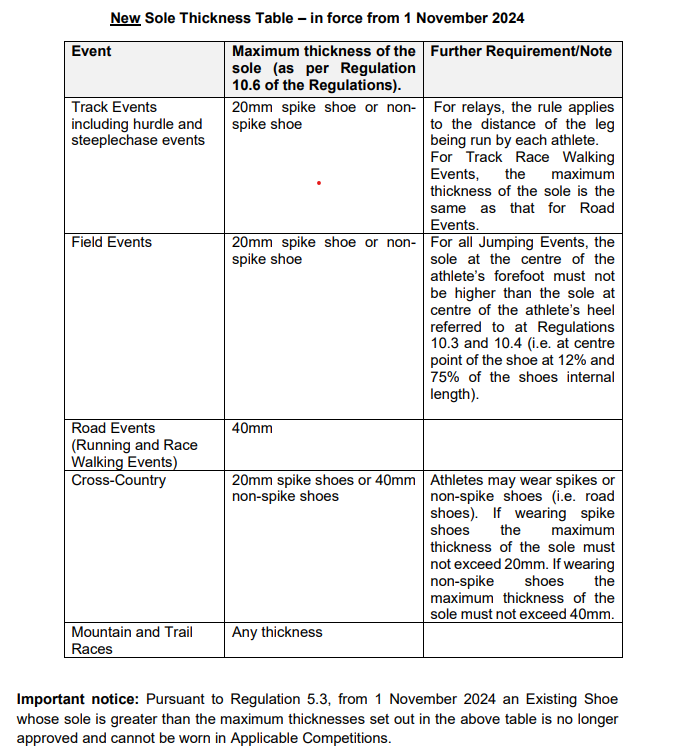 New Sole Thickness Table – in force from 1 November 2024
Event
Maximum thickness of the
sole (as per Regulation
10.6 of the Regulations).
Further Requirement/Note
Track Events
including hurdle and
steeplechase events
20mm spike shoe or non-
spike shoe
For relays, the rule applies
to the distance of the leg
being run by each athlete.
For Track Race Walking
Events, the maximum
thickness of the sole is the
same as that for Road
Events.
Field Events
20mm spike shoe or non-
spike shoe
For all Jumping Events, the
sole at the centre of the
athlete’s forefoot must not
be higher than the sole at
centre of the athlete’s heel
referred to at Regulations
10.3 and 10.4 (i.e. at centre
point of the shoe at 12% and
75% of the shoes internal
length).
Road Events
(Running and Race
Walking Events)
40mm
Cross-Country
20mm spike shoes or 40mm
non-spike shoes
Athletes may wear spikes or
non-spike shoes (i.e. road
shoes). If wearing spike
shoes the maximum
thickness of the sole must
not exceed 20mm. If wearing
non-spike shoes the
maximum thickness of the
sole must not exceed 40mm.
Mountain and Trail
Races
Any thickness
Important notice: Pursuant to Regulation 5.3, from 1 November 2024 an Existing Shoe
whose sole is greater than the maximum thicknesses set out in the above table is no longer
approved and cannot be worn in Applicable Competitions.